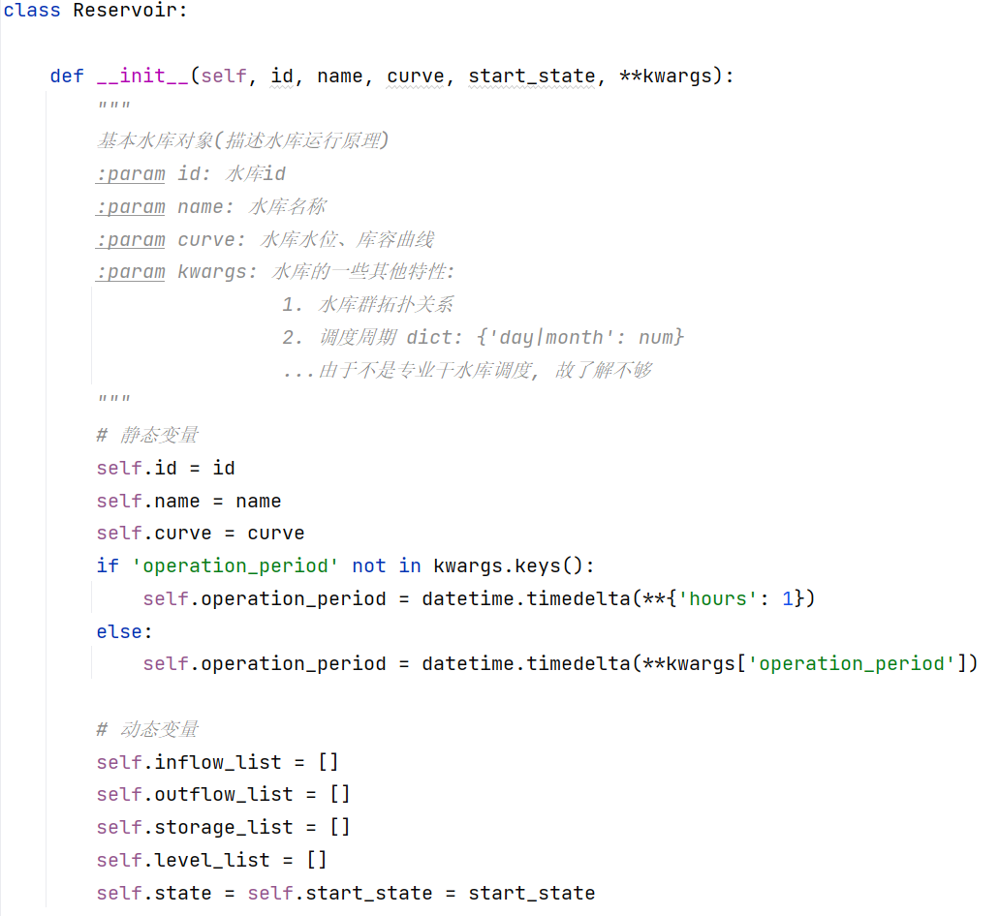 class Reservoir:
def __init__(self, id, name, curve, start_state, **kwargs):
"""
基本水库对象(描述水库运行原理)
:param id: 水库id
:param name: 水库名称
:param curve: 水库水位、库容曲线
:param kwargs: 水库的一些其他特性:
1. 水库群拓扑关系
2. 调度周期 dict: {'day|month': num}
...由于不是专业干水库调度, 故了解不够
"""
# 静态变量
self.id = id
self.name = name
self.curve = curve
if 'operation_period' not in kwargs.keys():
self.operation_period = datetime.timedelta(**{'hours': 1})
else:
self.operation_period = datetime.timedelta(**kwargs['operation_period'])
# 动态变量
self.inflow_list = []
self.outflow_list = []
self.storage_list = []
self.level_list = []
self.state = self.start_state = start_state